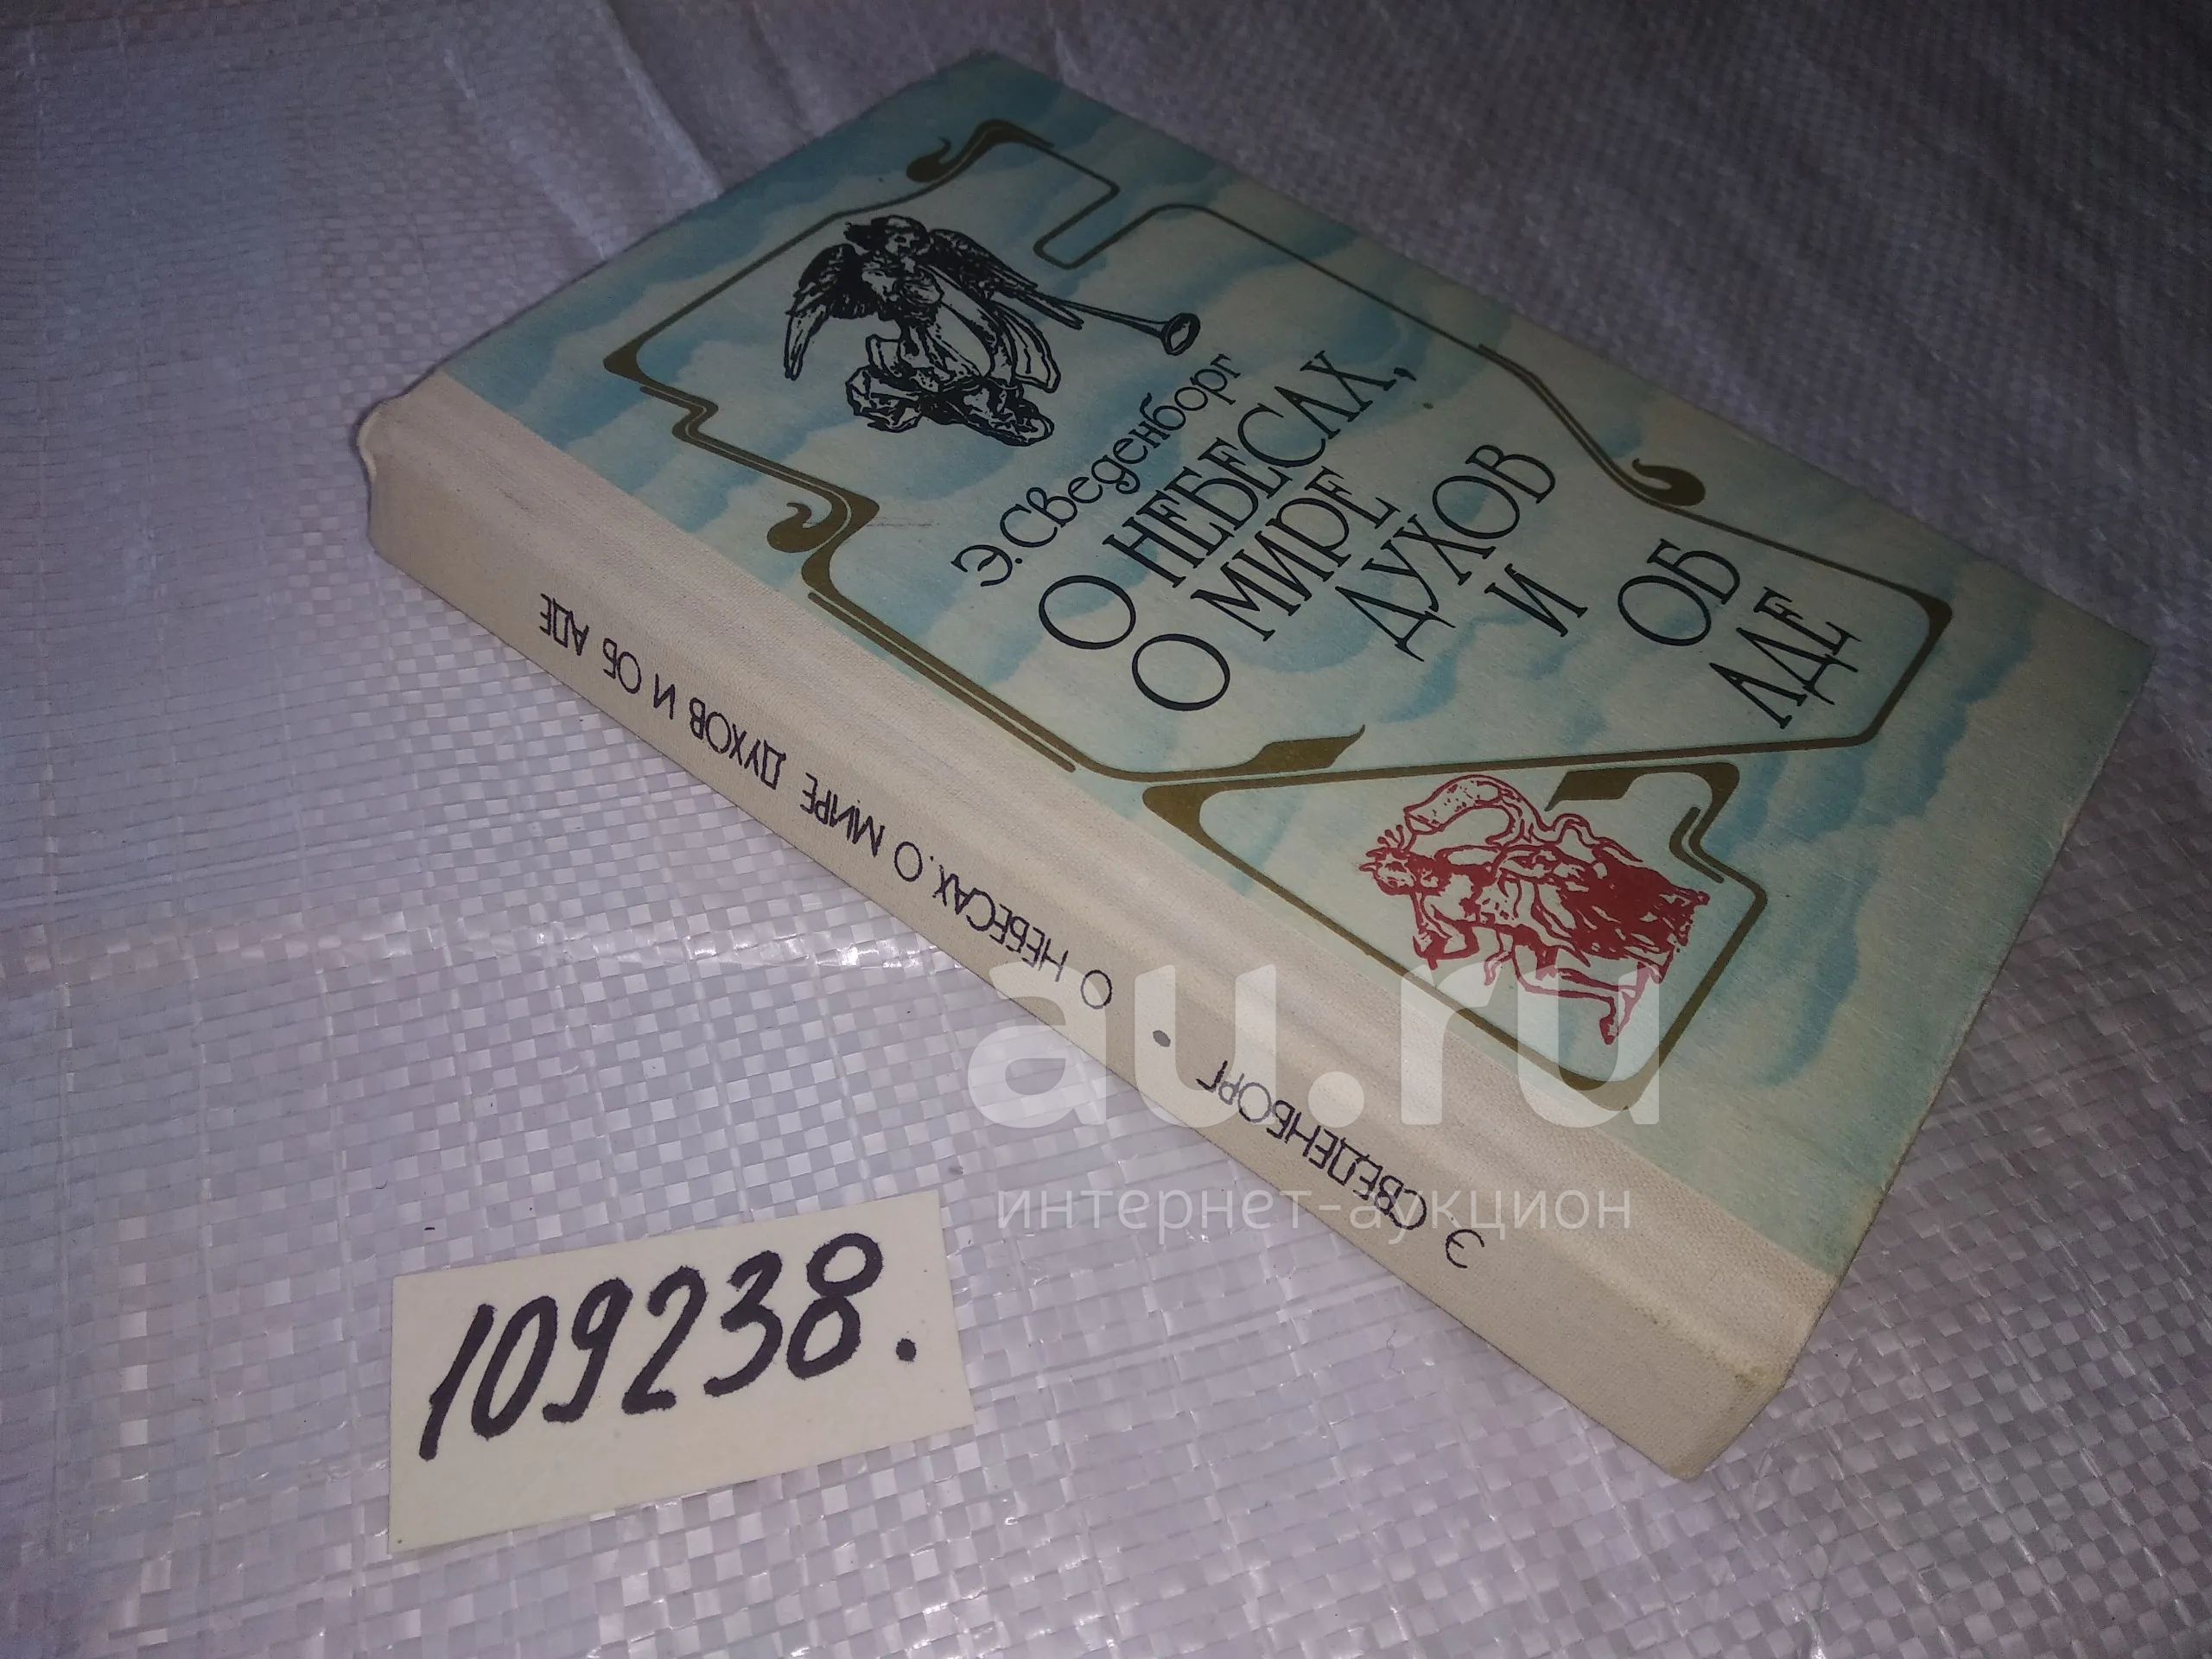 Э. Сведенборг
О НЕБЕСАХ,
О МИРЕ
ДУХОВ
И
ОБ
АДЕ
Э. СВЕДЕНБОРГ • О НЕБЕСАХ. О МИРЕ ДУХОВ И ОБ АДЕ
au.ru
интернет-аукцион
109238.